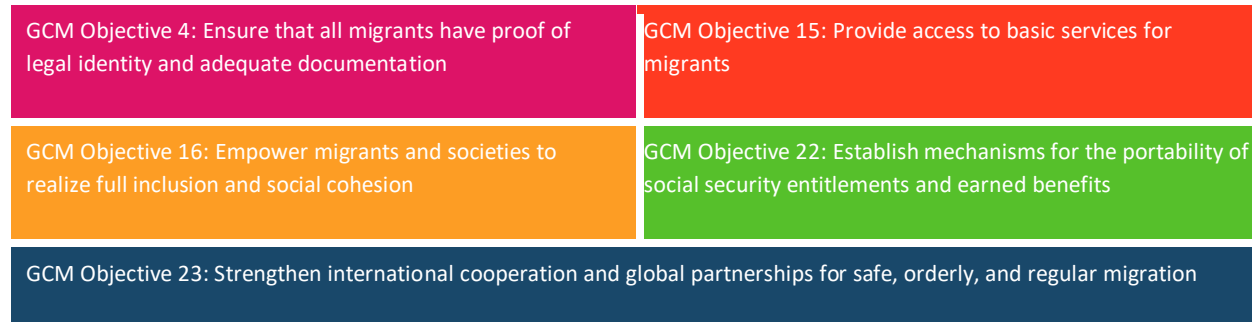 GCM Objective 4: Ensure that all migrants have proof of
legal identity and adequate documentation
GCM Objective 15: Provide access to basic services for
migrants
GCM Objective 16: Empower migrants and societies to
realize full inclusion and social cohesion
GCM Objective 22: Establish mechanisms for the portability of
social security entitlements and earned benefits
GCM Objective 23: Strengthen international cooperation and global partnerships for safe, orderly, and regular migration